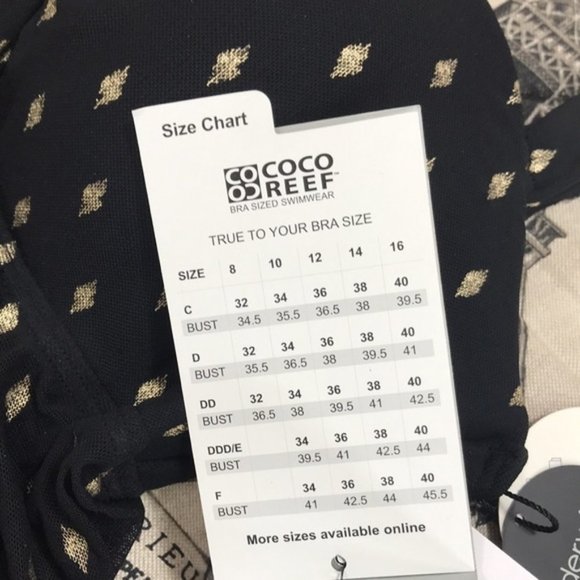 Size Chart
CO CO COCO
REEF™
BRA SIZED SWIMWEAR
TRUE TO YOUR BRA SIZE
SIZE 8 10 12 14 16
C 32 34 36 38 40
BUST 34.5 35.5 36.5 38 39.5
D 32 34 36 38 40
BUST 35.5 36.5 38 39.5 41
DD 32 34 36 38 40
BUST 36.5 38 39.5 41 42.5
DDD/E 34 36 38 40
BUST 39.5 41 42.5 44
F 34 36 38 40
BUST 41 42.5 44 45.5
More sizes available online
RIEU